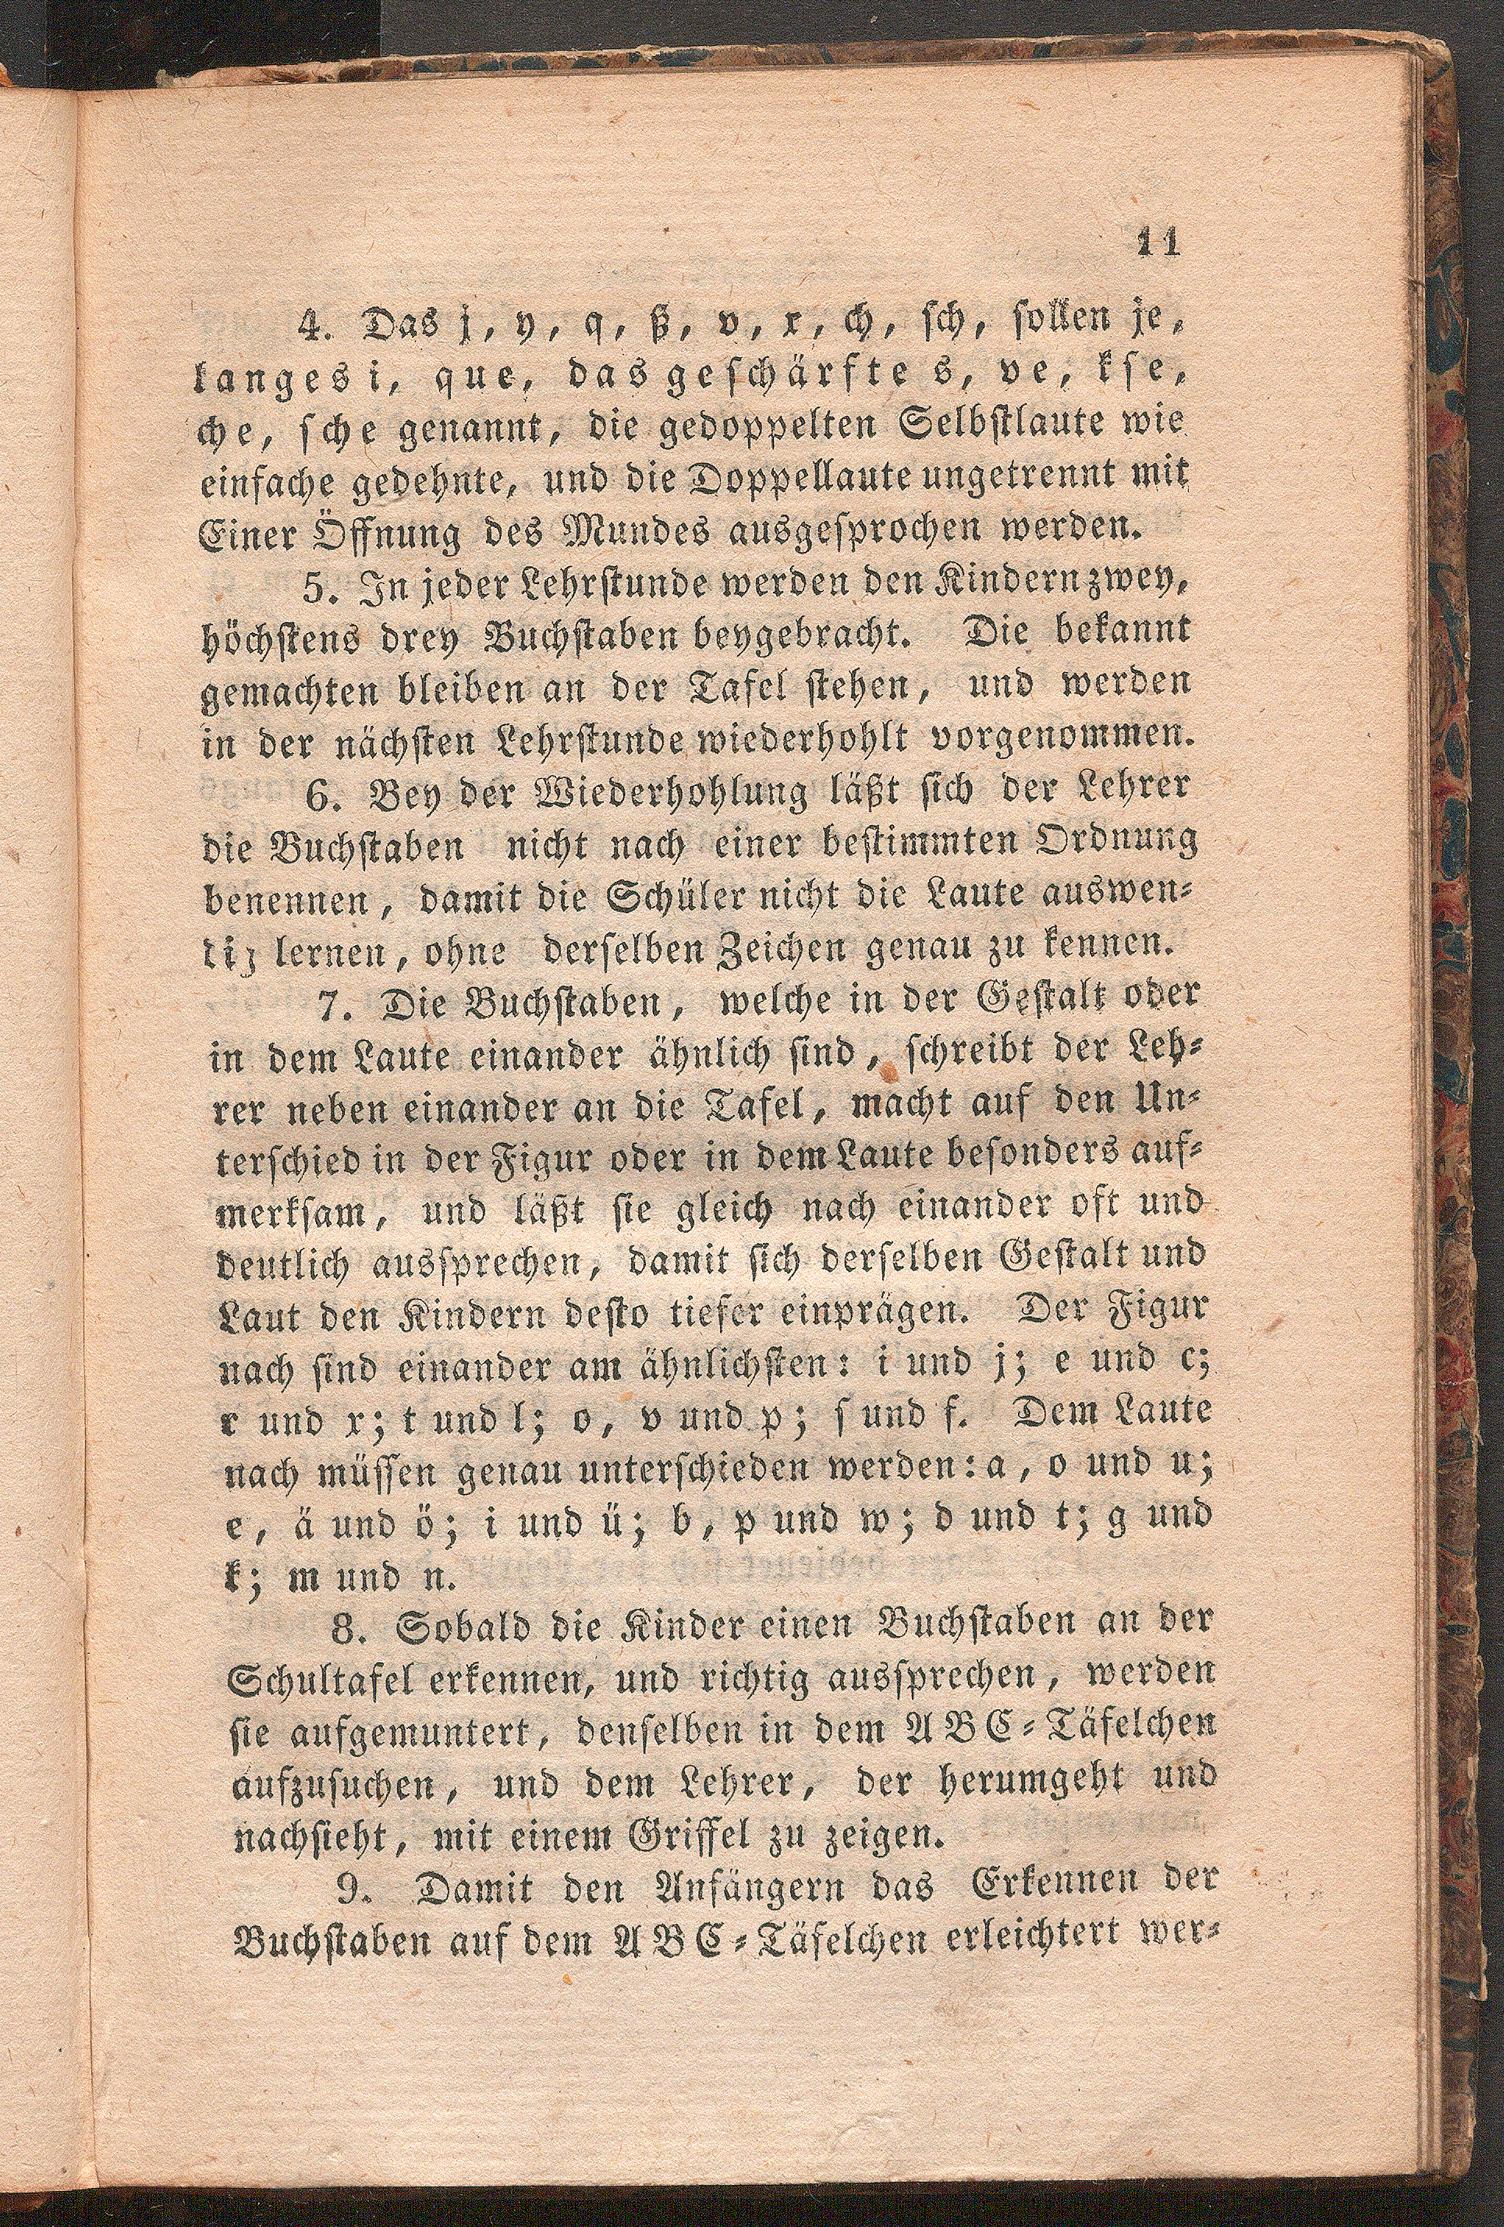 11
4. Das j, y, q, ß, v, x, ch, sch, sollen je,
langes i, que, das geschärfte s, ve, kse,
che, sche genannt, die gedoppelten Selbstlaute wie
einfache gedehnte, und die Doppellaute ungetrennt mit
Einer Öffnung des Mundes ausgesprochen werden.
5. In jeder Lehrstunde werden den Kindern zwey,
höchstens drey Buchstaben beygebracht. Die bekannt
gemachten bleiben an der Tafel stehen, und werden
in der nächsten Lehrstunde wiederhohlt vorgenommen.
6. Bey der Wiederhohlung läßt sich der Lehrer
die Buchstaben nicht nach einer bestimmten Ordnung
benennen, damit die Schüler nicht die Laute auswen-
dig lernen, ohne derselben Zeichen genau zu kennen.
7. Die Buchstaben, welche in der Gestalt oder
in dem Laute einander ähnlich sind, schreibt der Leh-
rer neben einander an die Tafel, macht auf den Un-
terschied in der Figur oder in dem Laute besonders auf-
merksam, und läßt sie gleich nach einander oft und
deutlich aussprechen, damit sich derselben Gestalt und
Laut den Kindern desto tiefer einprägen. Der Figur
nach sind einander am ähnlichsten: i und j; e und c;
r und x; t und l; o, v und p; ſ und f. Dem Laute
nach müssen genau unterschieden werden: a, o und u;
e, ä und ö; i und ü; b, p und w; d und t; g und
k; m und n.
8. Sobald die Kinder einen Buchstaben an der
Schultafel erkennen, und richtig aussprechen, werden
sie aufgemuntert, denselben in dem ABC-Täfelchen
aufzusuchen, und dem Lehrer, der herumgeht und
nachsieht, mit einem Griffel zu zeigen.
9. Damit den Anfängern das Erkennen der
Buchstaben auf dem ABC-Täfelchen erleichtert wer-